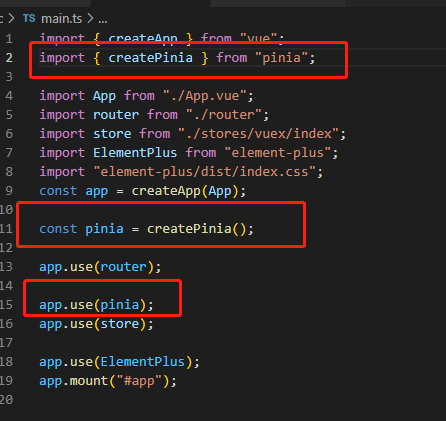 c > TS main.ts > ...
1 import { createApp } from "vue";
2 import { createPinia } from "pinia";
3
4 import App from "./App.vue";
5 import router from "./router";
6 import store from "./stores/vuex/index";
7 import ElementPlus from "element-plus";
8 import "element-plus/dist/index.css";
9 const app = createApp(App);
10
11 const pinia = createPinia();
12
13 app.use(router);
14
15 app.use(pinia);
16 app.use(store);
17
18 app.use(ElementPlus);
19 app.mount("#app");
20